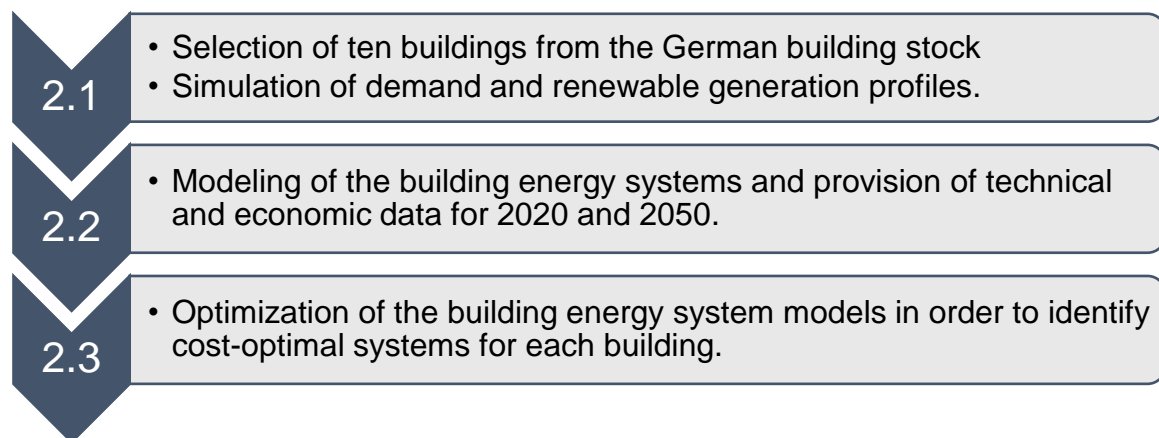 2.1
• Selection of ten buildings from the German building stock
• Simulation of demand and renewable generation profiles.
2.2
• Modeling of the building energy systems and provision of technical
and economic data for 2020 and 2050.
2.3
• Optimization of the building energy system models in order to identify
cost-optimal systems for each building.